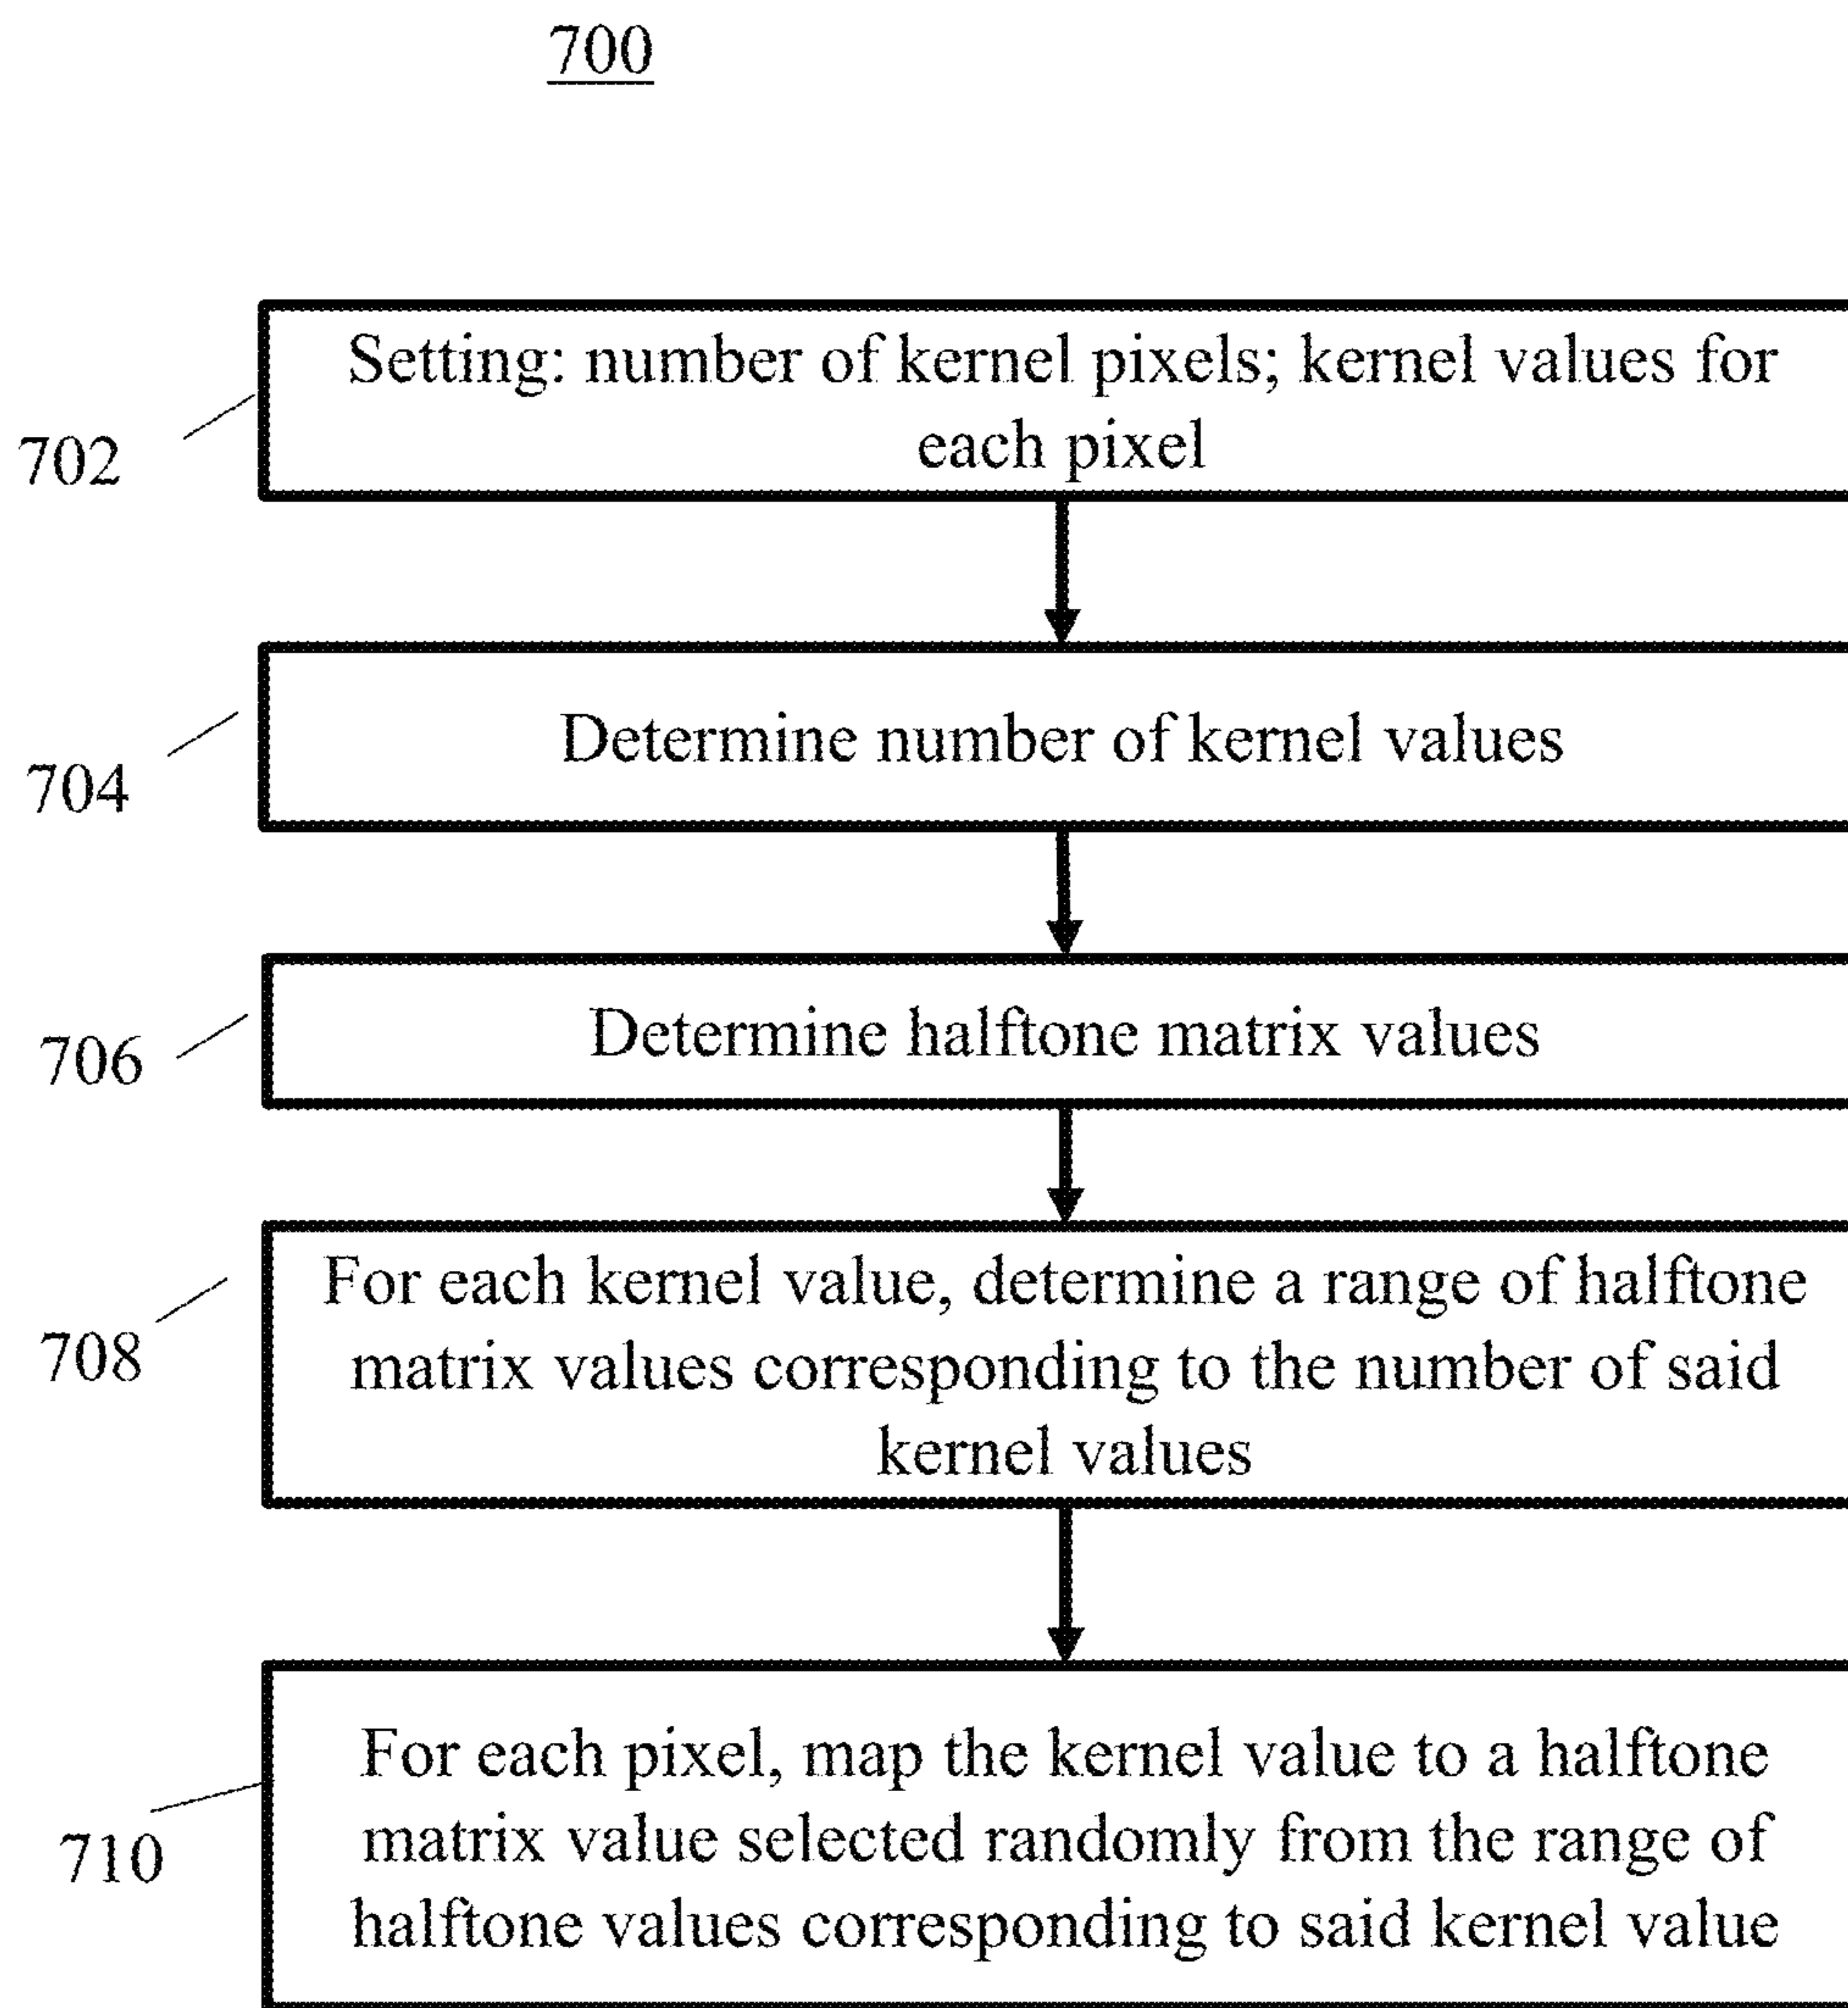 700
Setting: number of kernel pixels; kernel values for
each pixel
702
Determine number of kernel values
704
Determine halftone matrix values
706
For each kernel value, determine a range of halftone
matrix values corresponding to the number of said
kernel values
708
For each pixel, map the kernel value to a halftone
matrix value selected randomly from the range of
halftone values corresponding to said kernel value
710